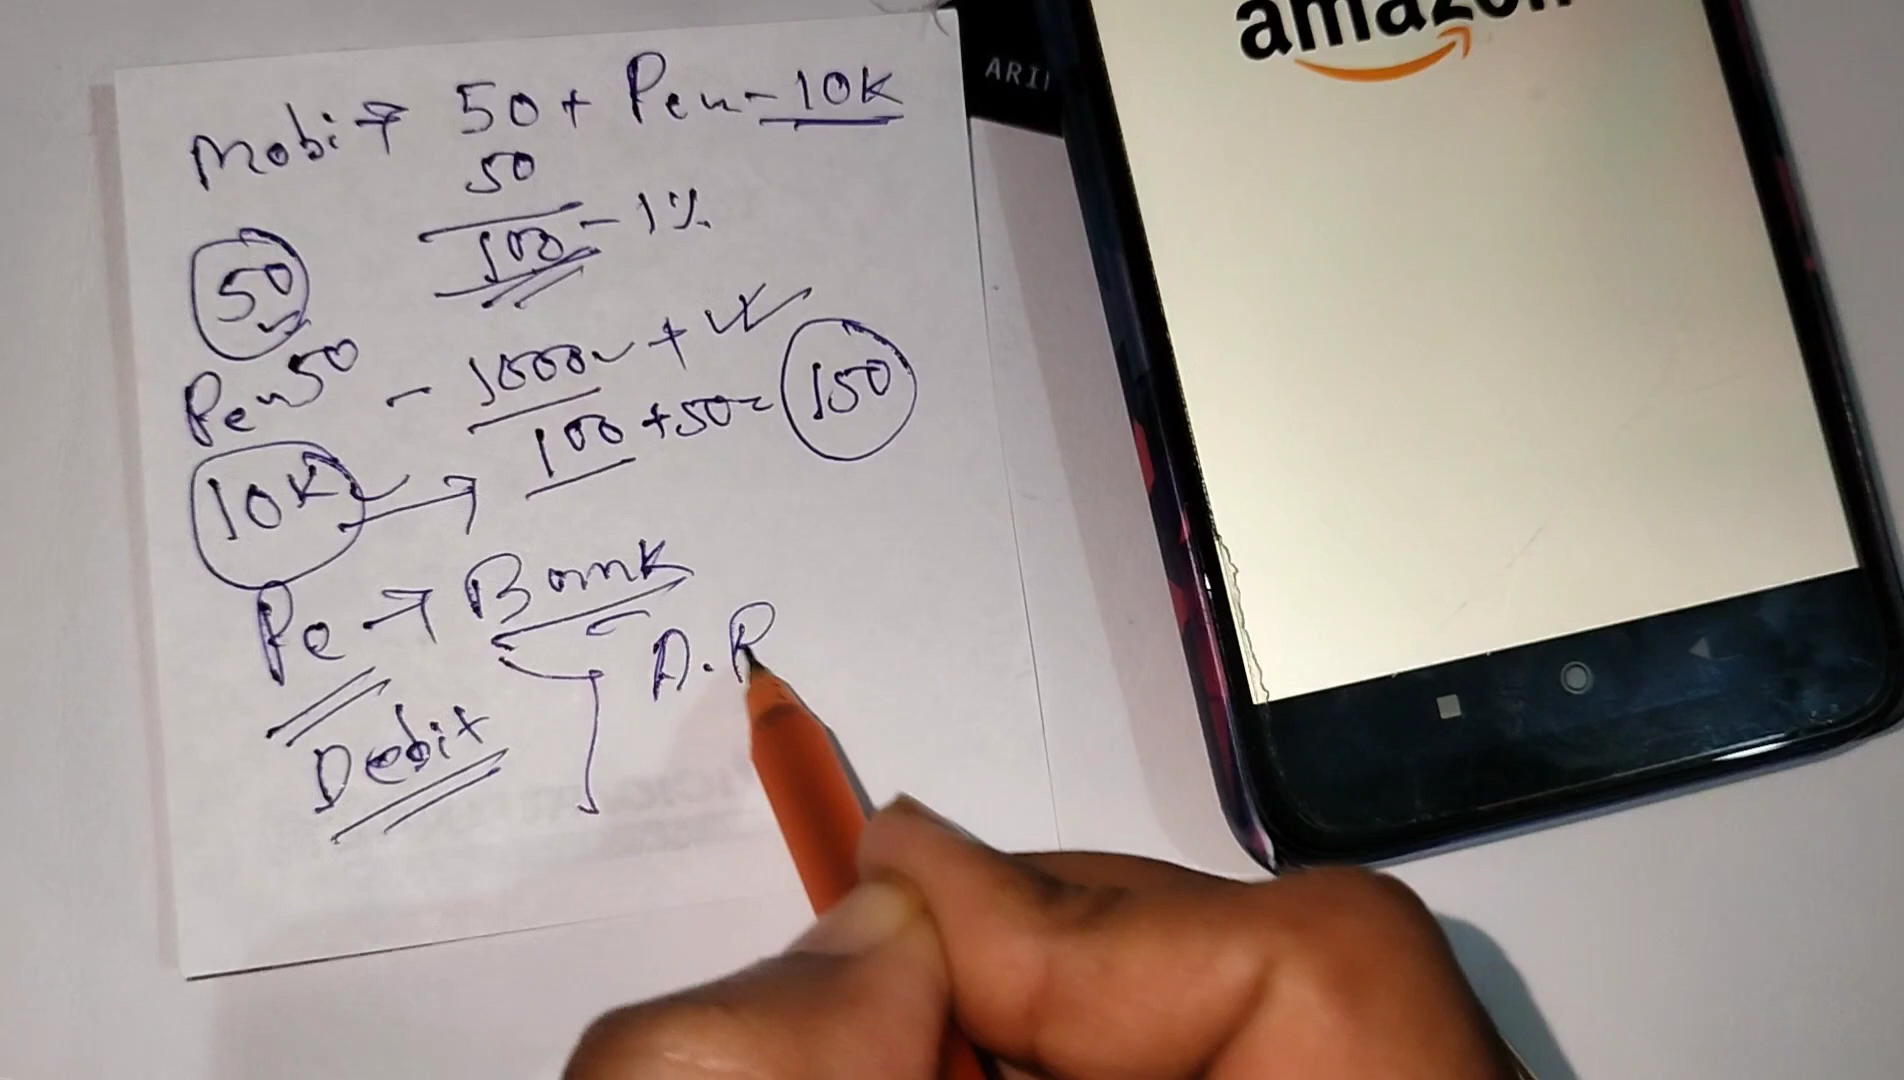 Mobi → 50 + Pen - 10K
50
100 - 1%
50
Pen 50 - 1000 +
100 + 50 = 150
10K →
Pe → Bank
A.P
Debit
amazon
ARI